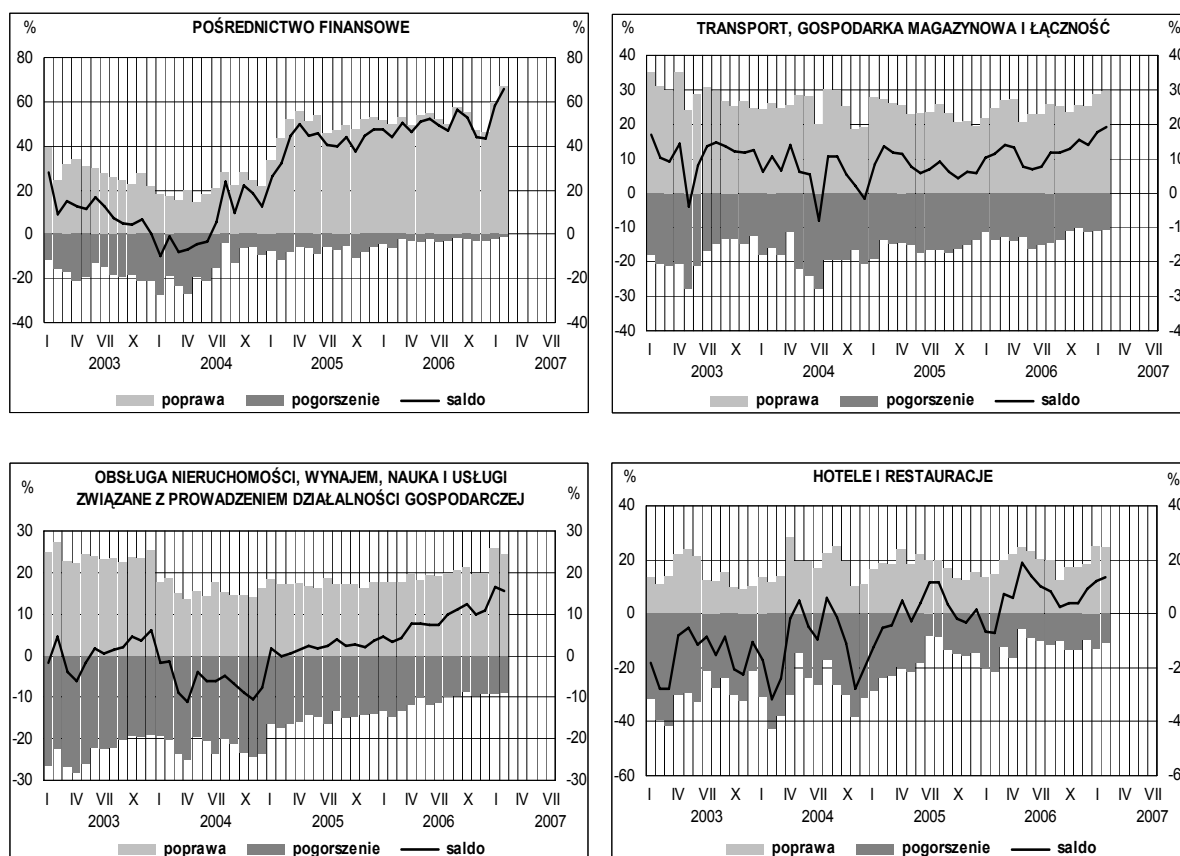 POŚREDNICTWO FINANSOWE
% %
80 80
60 60
40 40
20 20
0 0
-20 -20
-40 -40
I IV VII X I IV VII X I IV VII X I IV VII X I IV VII
2003 2004 2005 2006 2007
poprawa pogorszenie saldo
TRANSPORT, GOSPODARKA MAGAZYNOWA I ŁĄCZNOŚĆ
% %
40 40
30 30
20 20
10 10
0 0
-10 -1
-20 -2
-30 -3
-40 -4
I IV VII X I IV VII X I IV VII X I IV VII X I IV VII
2003 2004 2005 2006 2007
poprawa pogorszenie saldo
OBSŁUGA NIERUCHOMOŚCI, WYNAJEM, NAUKA I USŁUGI
ZWIĄZANE Z PROWADZENIEM DZIAŁALNOŚCI GOSPODARCZEJ
% %
30 30
20 20
10 10
0 0
-10 -10
-20 -20
-30 -30
I IV VII X I IV VII X I IV VII X I IV VII X I IV VII
2003 2004 2005 2006 2007
poprawa pogorszenie saldo
HOTELE I RESTAURACJE
% %
40 40
20 20
0 0
-20 -2
-40 -4
-60 -6
I IV VII X I IV VII X I IV VII X I IV VII X I IV VII
2003 2004 2005 2006 2007
poprawa pogorszenie saldo